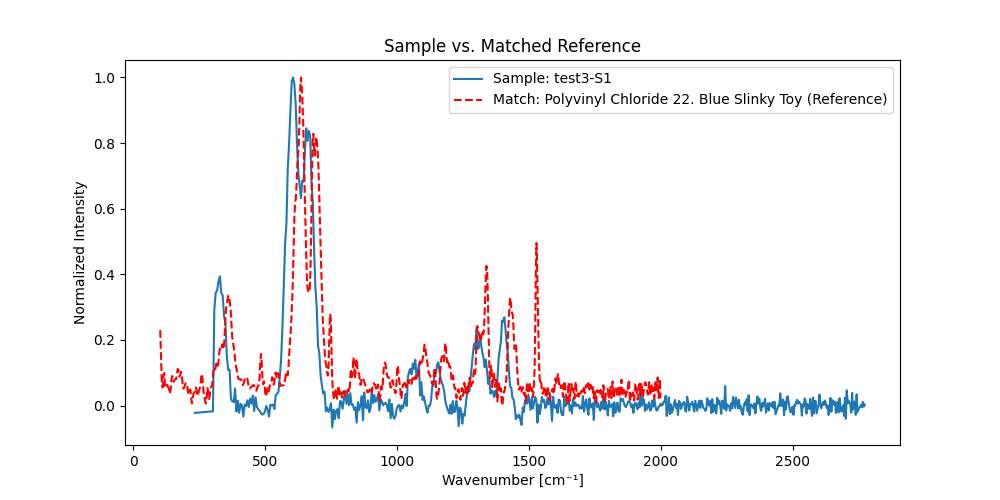 Sample vs. Matched Reference
Sample: test3-S1
Match: Polyvinyl Chloride 22. Blue Slinky Toy (Reference)
Normalized Intensity
1.0
0.8
0.6
0.4
0.2
0.0
0 500 1000 1500 2000 2500
Wavenumber [cm⁻¹]